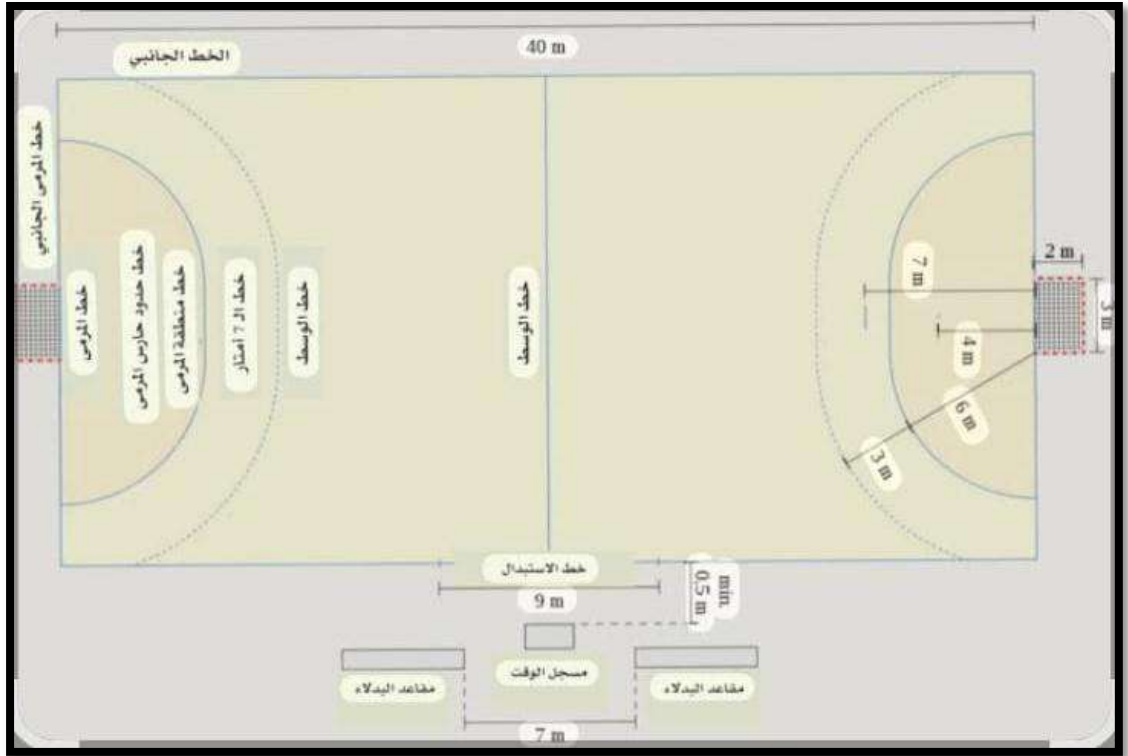 40 m
الخط الجانبي
خط المرمى الجانبي
خط المرمى
خط حدود حارس المرمى
خط منطقة المرمى
خط الـ 7 أمتار
خط الوسط
خط الوسط
7 m
2 m
3 m
4 m
6 m
3 m
خط الاستبدال
9 m
min.
0.5 m
مسجل الوقت
مقاعد البدلاء
مقاعد البدلاء
7 m